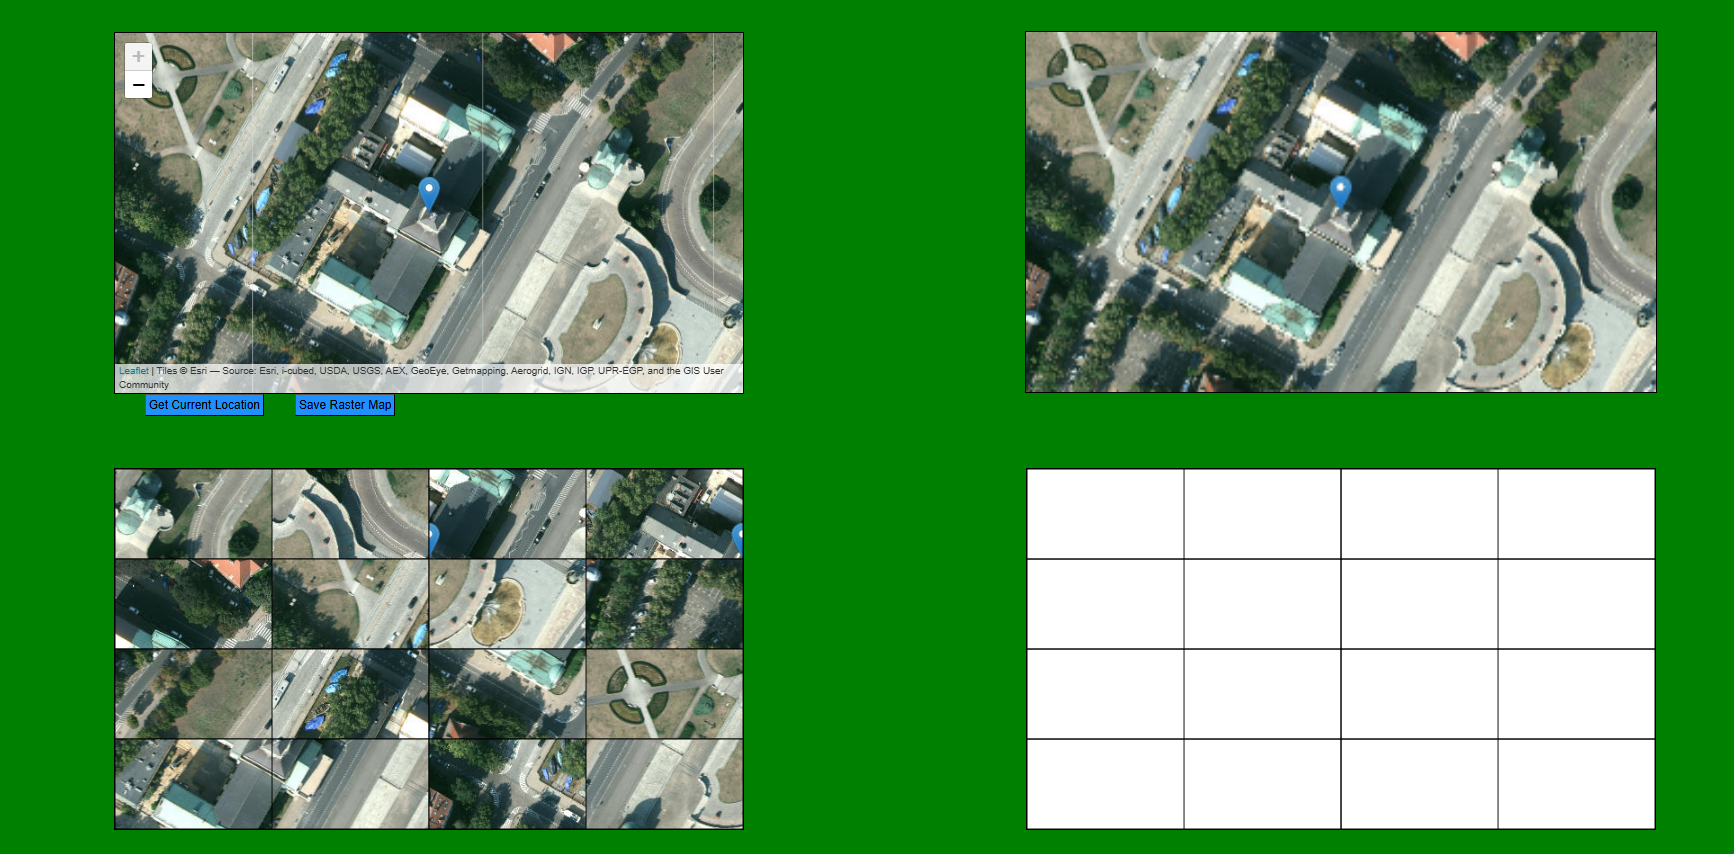 +
−
Leaflet | Tiles © Esri — Source: Esri, i-cubed, USDA, USGS, AEX, GeoEye, Getmapping, Aerogrid, IGN, IGP, UPR-EGP, and the GIS User
Community
Get Current Location
Save Raster Map